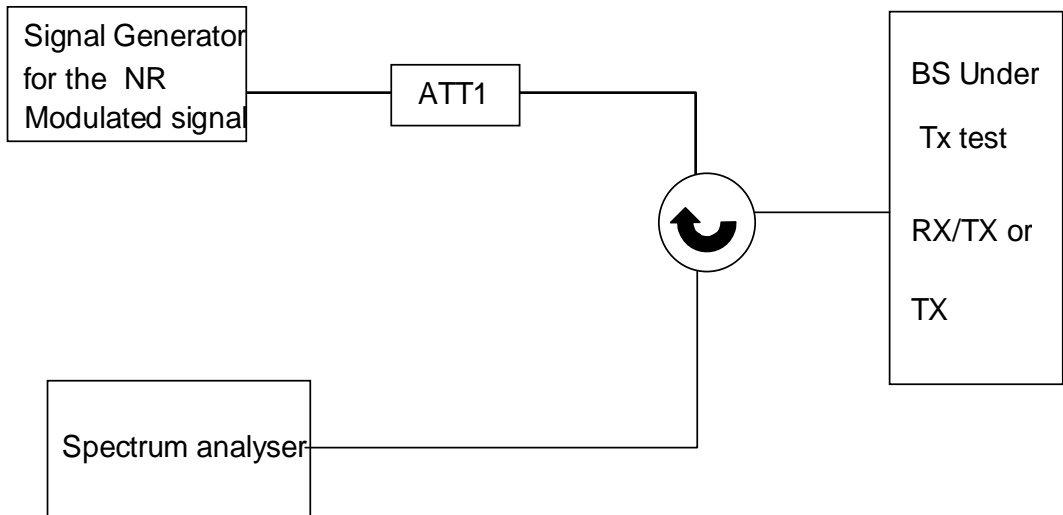 Signal Generator
for the NR
Modulated signal
ATT1
BS Under
Tx test
RX/TX or
TX
Spectrum analyser